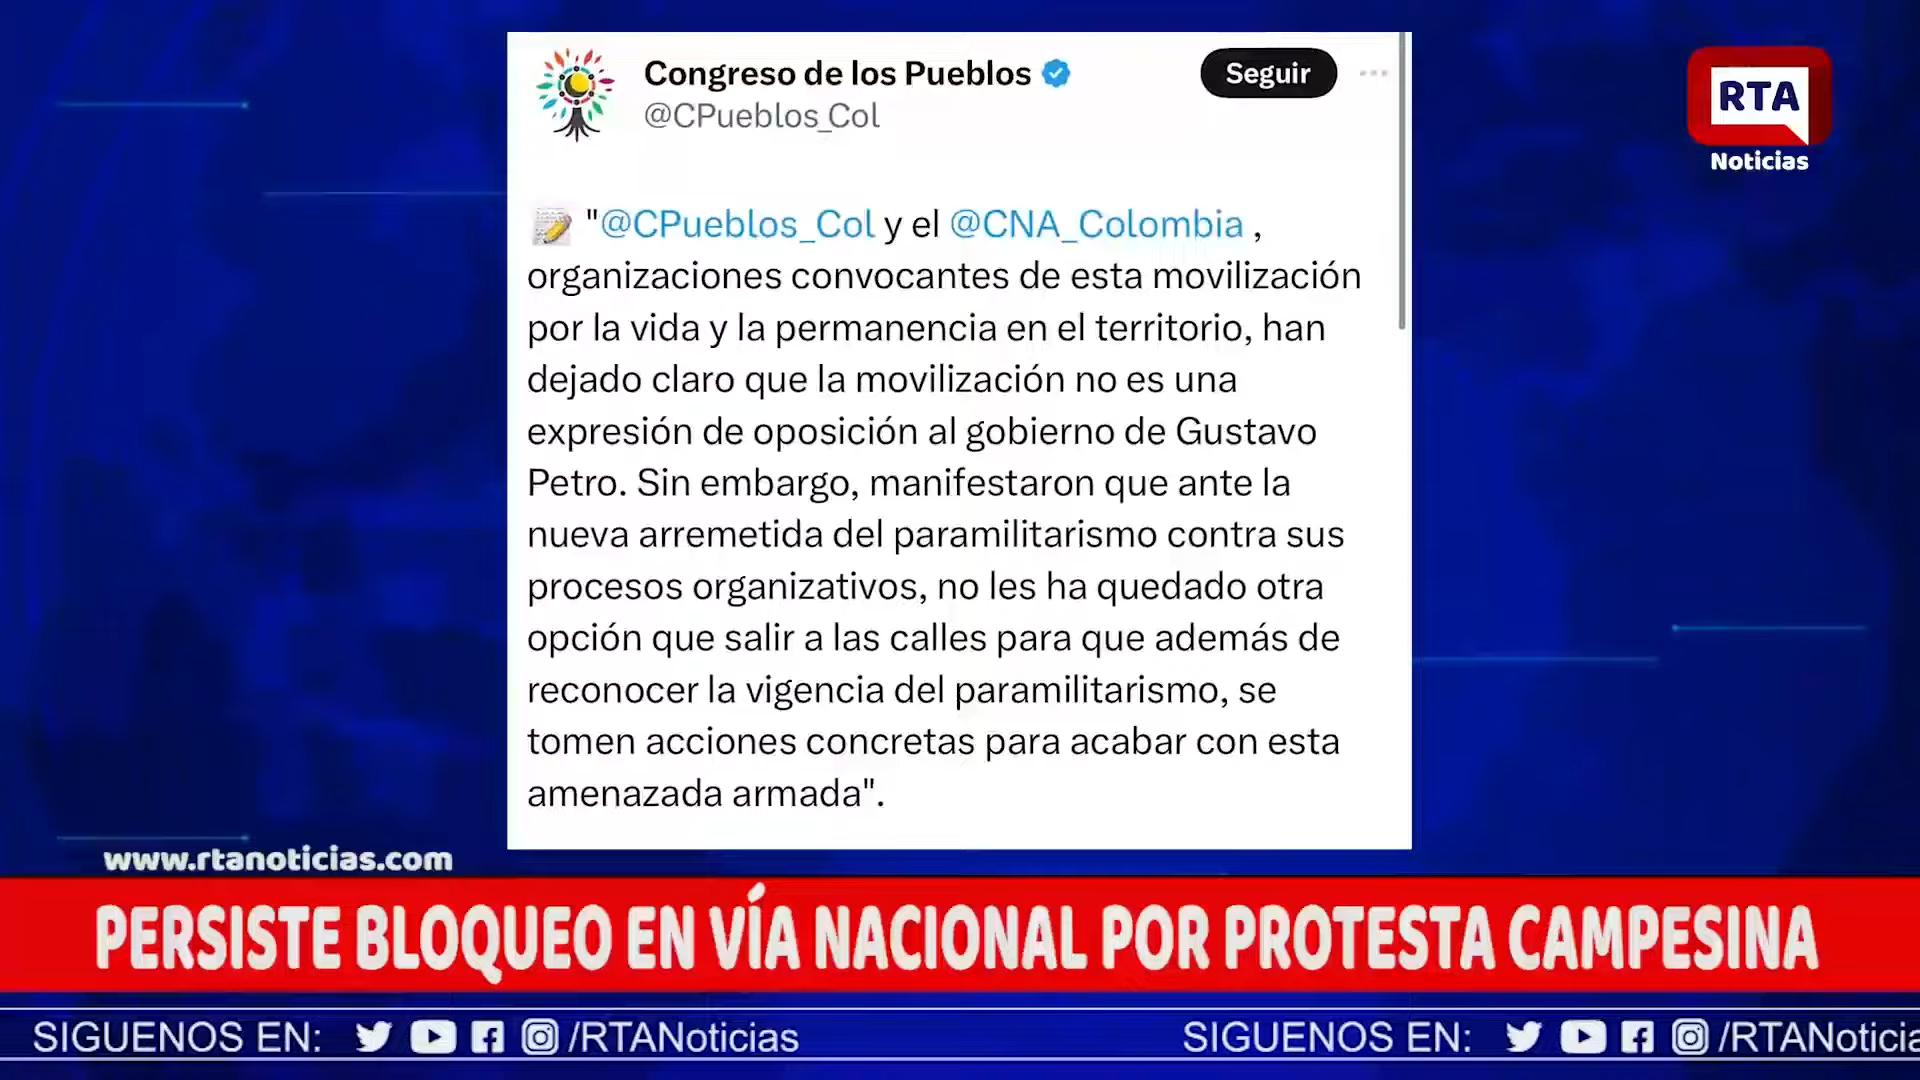 Congreso de los Pueblos
@CPueblos_Col
Seguir
RTA
Noticias
"@CPueblos_Col y el @CNA_Colombia ,
organizaciones convocantes de esta movilización
por la vida y la permanencia en el territorio, han
dejado claro que la movilización no es una
expresión de oposición al gobierno de Gustavo
Petro. Sin embargo, manifestaron que ante la
nueva arremetida del paramilitarismo contra sus
procesos organizativos, no les ha quedado otra
opción que salir a las calles para que además de
reconocer la vigencia del paramilitarismo, se
tomen acciones concretas para acabar con esta
amenazada armada".
www.rtanoticias.com
PERSISTE BLOQUEO EN VÍA NACIONAL POR PROTESTA CAMPESINA
SIGUENOS EN: /RTANoticias
SIGUENOS EN: /RTANoticia